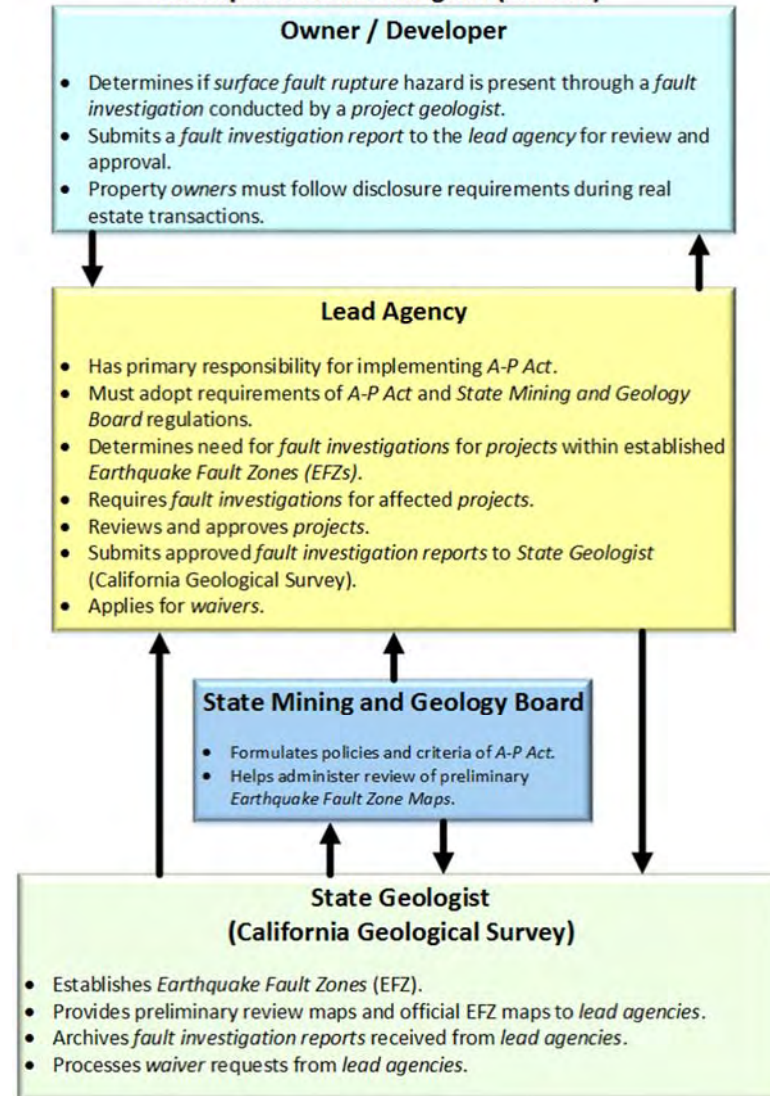 Owner / Developer
• Determines if surface fault rupture hazard is present through a fault
investigation conducted by a project geologist.
• Submits a fault investigation report to the lead agency for review and
approval.
• Property owners must follow disclosure requirements during real
estate transactions.
Lead Agency
• Has primary responsibility for implementing A-P Act.
• Must adopt requirements of A-P Act and State Mining and Geology
Board regulations.
• Determines need for fault investigations for projects within established
Earthquake Fault Zones (EFZs).
• Requires fault investigations for affected projects.
• Reviews and approves projects.
• Submits approved fault investigation reports to State Geologist
(California Geological Survey).
• Applies for waivers.
State Mining and Geology Board
• Formulates policies and criteria of A-P Act.
• Helps administer review of preliminary
Earthquake Fault Zone Maps.
State Geologist
(California Geological Survey)
• Establishes Earthquake Fault Zones (EFZ).
• Provides preliminary review maps and official EFZ maps to lead agencies.
• Archives fault investigation reports received from lead agencies.
• Processes waiver requests from lead agencies.